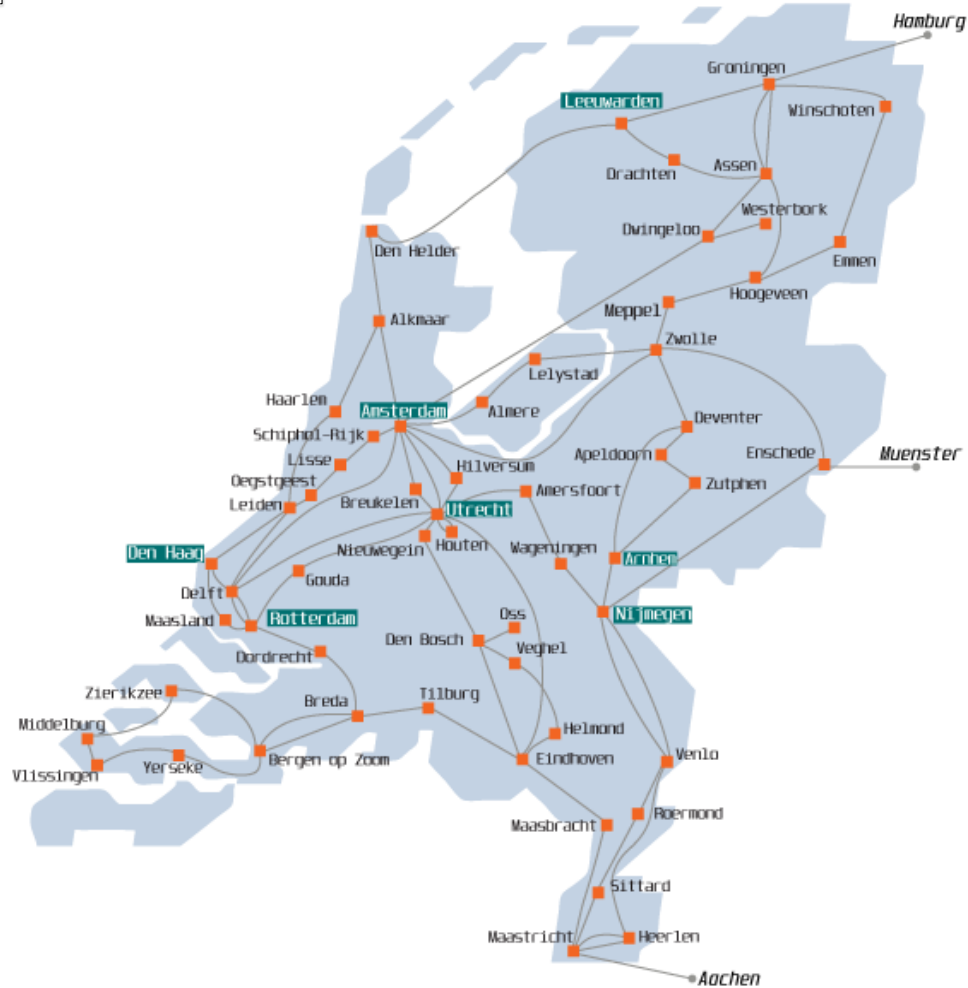 Hamburg
Groningen
Leeuwarden
Winschoten
Drachten
Assen
Westerbork
Dwingeloo
Den Helder
Emmen
Hoogeveen
Meppel
Alkmaar
Zwolle
Lelystad
Haarlem
Amsterdam
Almere
Deventer
Schiphol-Rijk
Enschede
Muenster
Apeldoorn
Lisse
Hilversum
Oegstgeest
Zutphen
Amersfoort
Leiden
Breukelen
Utrecht
Nieuwegein
Houten
Wageningen
Den Haag
Arnhem
Gouda
Delft
Oss
Nijmegen
Maasland
Rotterdam
Den Bosch
Veghel
Dordrecht
Zierikzee
Tilburg
Breda
Middelburg
Helmond
Venlo
Bergen op Zoom
Eindhoven
Vlissingen
Yerseke
Roermond
Maasbracht
Sittard
Maastricht
Heerlen
Aachen